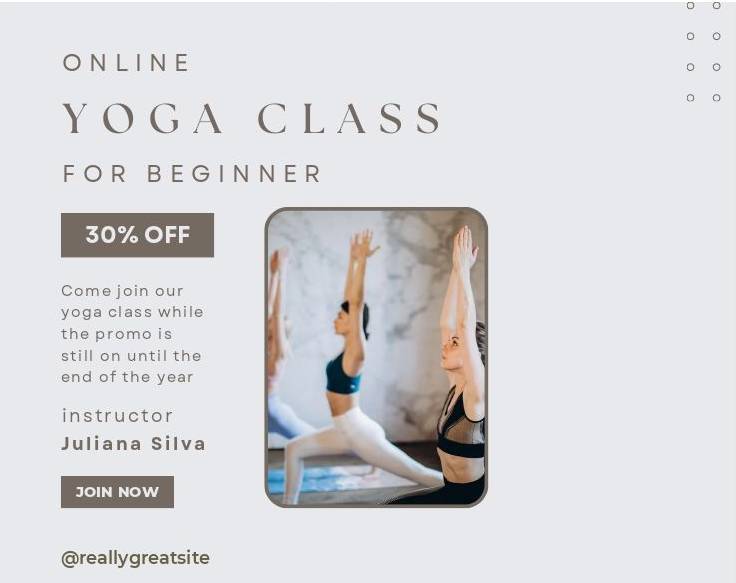 ONLINE
YOGA CLASS
FOR BEGINNER
30% OFF
Come join our
yoga class while
the promo is
still on until the
end of the year
instructor
Juliana Silva
JOIN NOW
@reallygreatsite